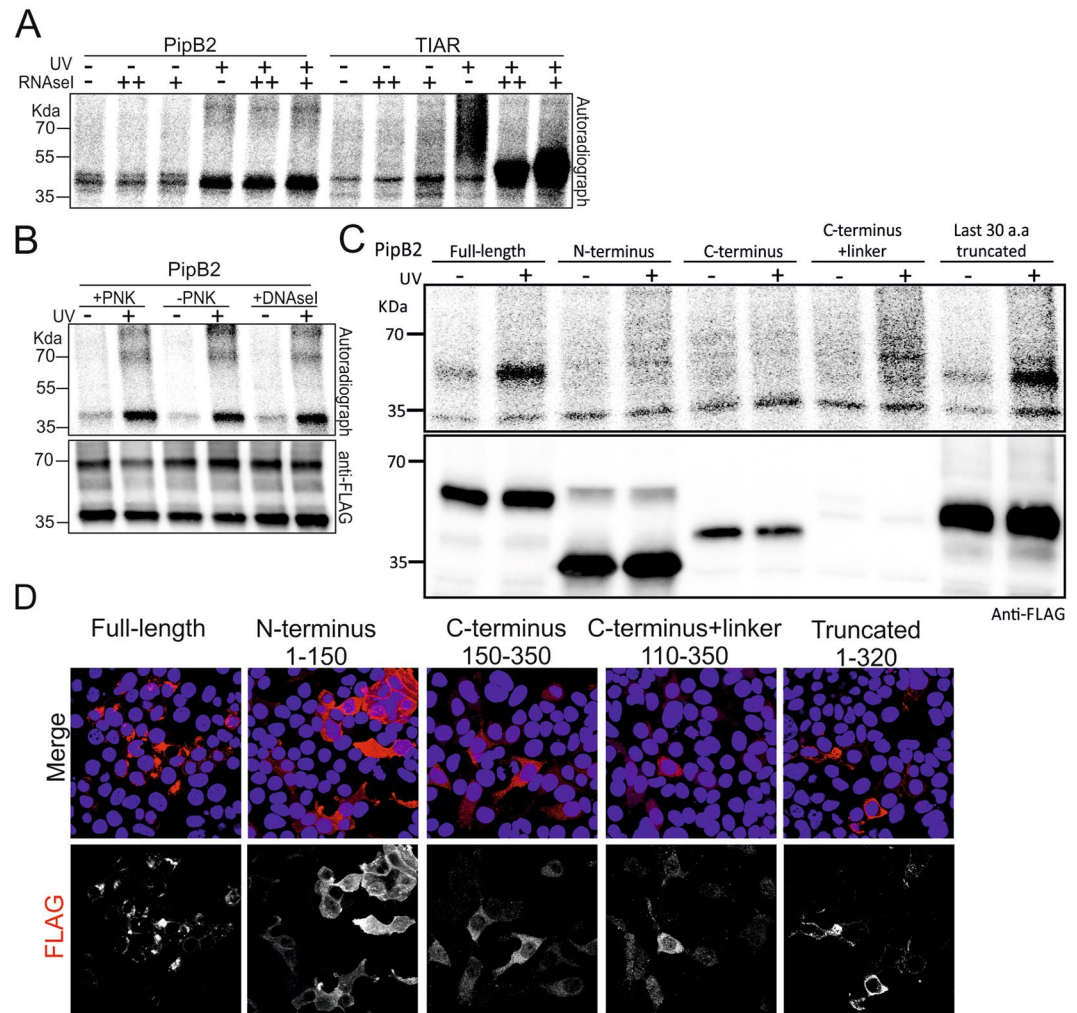 A
PipB2 TIAR
UV - - - + + + - - - + + +
RNAseI - ++ + - ++ + - ++ + - ++ +
Kda
70
55
35
Autoradiograph
B
PipB2
+PNK -PNK +DNAseI
UV - + - + - +
Kda
70
55
35
Autoradiograph
70
35
anti-FLAG
C
PipB2 Full-length N-terminus C-terminus C-terminus +linker Last 30 a.a truncated
UV - + - + - + - + - +
KDa
70
35
70
35
Anti-FLAG
D
Full-length N-terminus C-terminus C-terminus+linker Truncated
1-150 150-350 110-350 1-320
Merge
FLAG